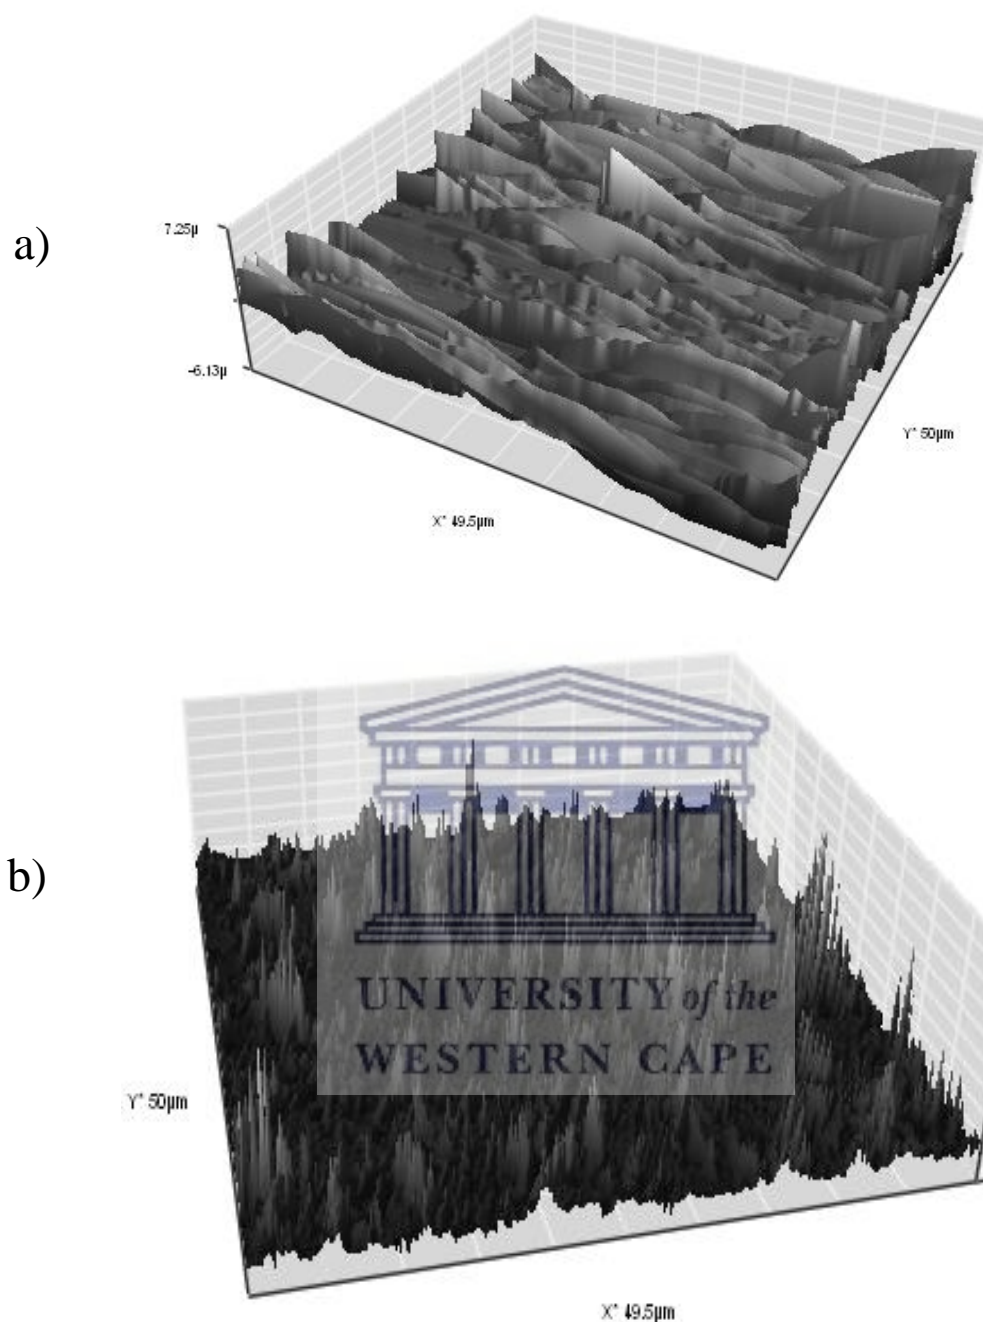 a)
7.25µ
-6.13µ
Y* 50µm
X* 49.5µm
b)
UNIVERSITY of the
WESTERN CAPE
Y* 50µm
X* 49.5µm